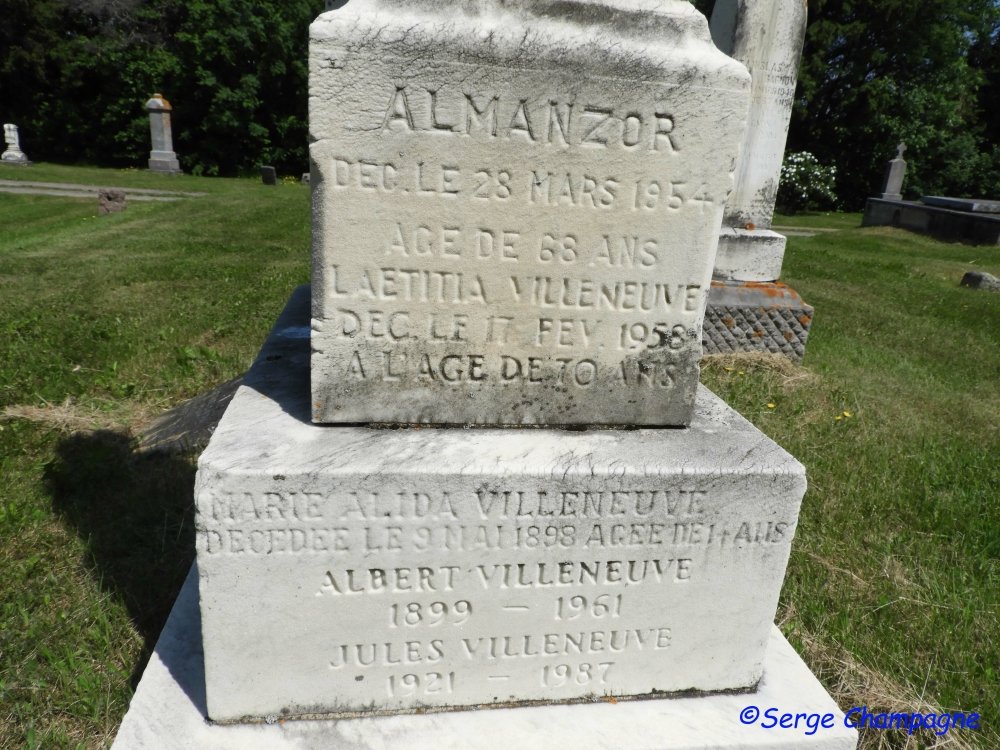 ALMANZOR
DEC. LE 28 MARS 1954
AGE DE 68 ANS
LAETITIA VILLENEUVE
DEC. LE 17 FEV. 1958
A L'AGE DE 70 ANS
MARIE ALIDA VILLENEUVE
DECEDEE LE 9 MAI 1898 AGEE DE 14 ANS
ALBERT VILLENEUVE
1899 – 1961
JULES VILLENEUVE
1921 – 1987
©Serge Champagne